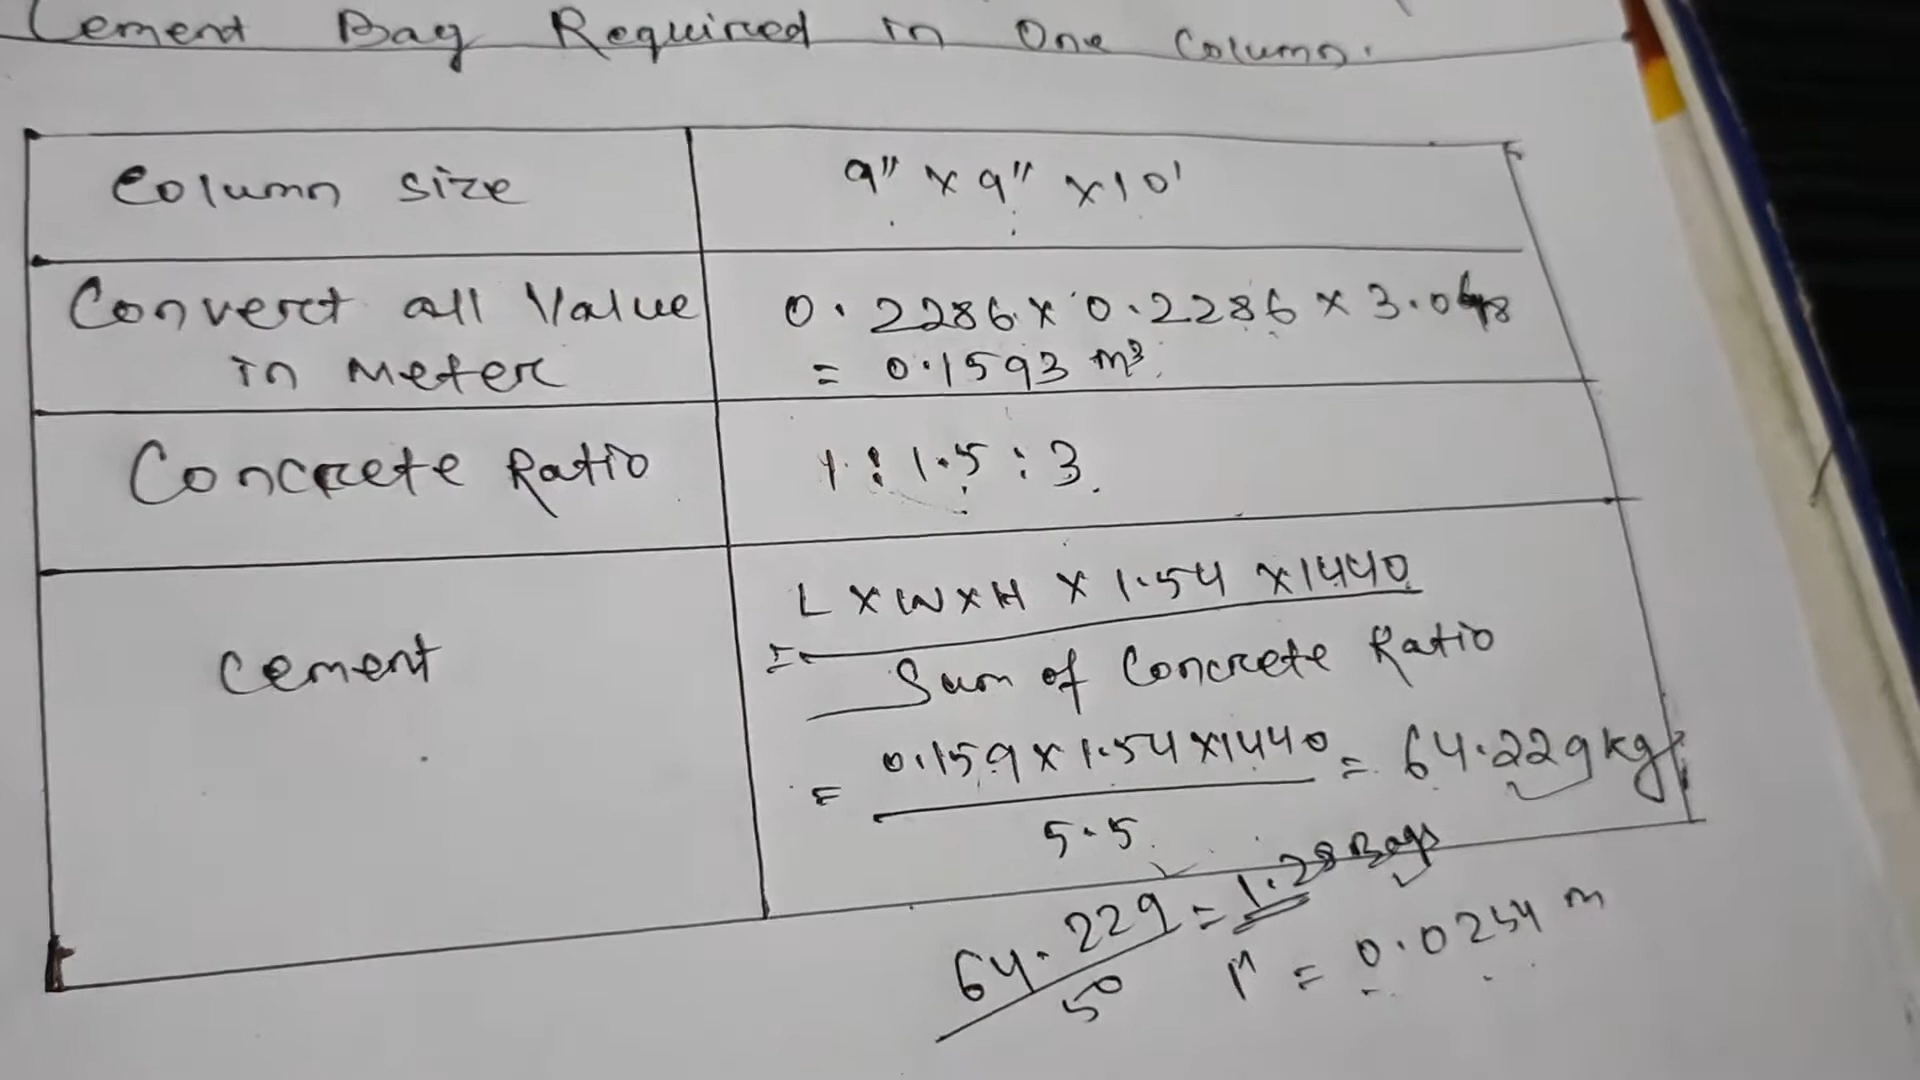 Cement Bag Required in One Column.
Column size
9" x 9" x 10'
Convert all Value
in Meter
0.2286 x 0.2286 x 3.048
= 0.1593 m³.
Concrete Ratio
1 : 1.5 : 3.
Cement
= L x W x H x 1.54 x 1440
Sum of Concrete Ratio
= 0.159 x 1.54 x 1440 = 64.229 kg
5.5
64.229 = 1.28 Bags
50
1" = 0.0254 m